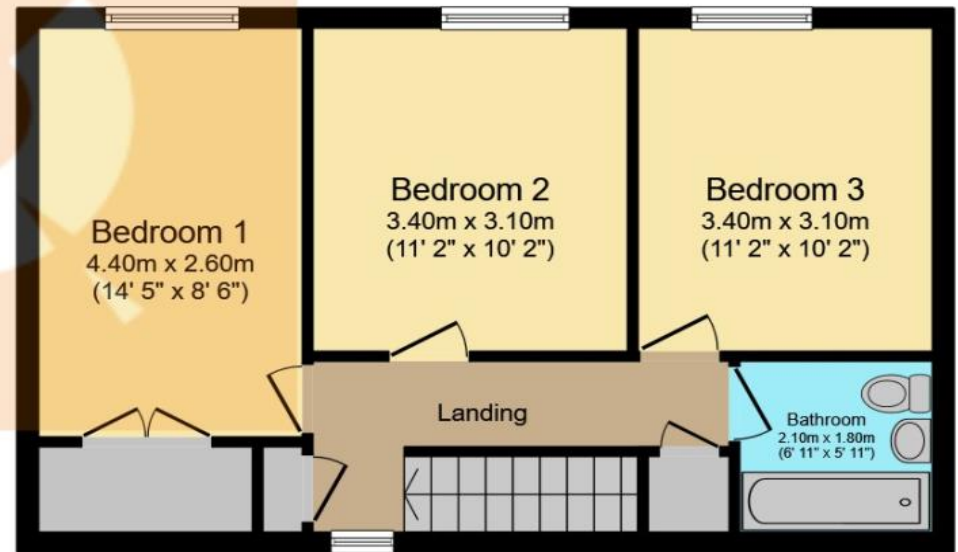 Bedroom 1
4.40m x 2.60m
(14' 5" x 8' 6")
Bedroom 2
3.40m x 3.10m
(11' 2" x 10' 2")
Bedroom 3
3.40m x 3.10m
(11' 2" x 10' 2")
Landing
Bathroom
2.10m x 1.80m
(6' 11" x 5' 11")